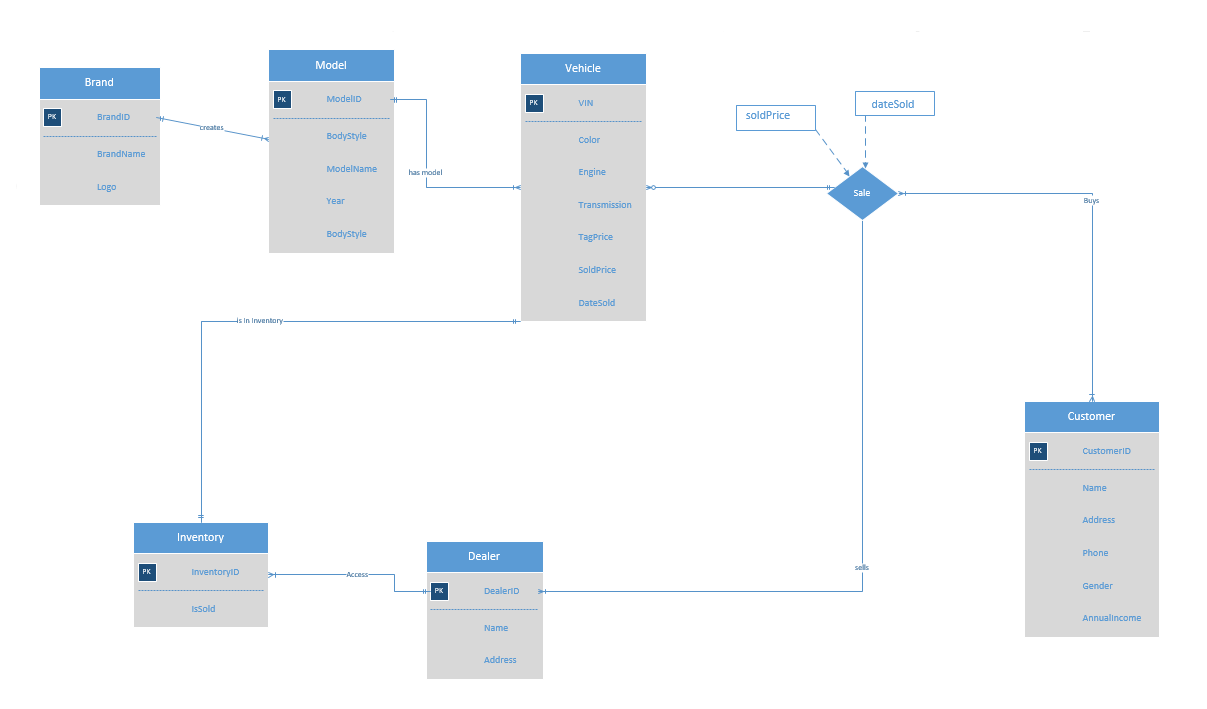 Brand
PK
BrandID
BrandName
Logo
creates
Model
PK
ModelID
BodyStyle
ModelName
Year
BodyStyle
has model
Vehicle
PK
VIN
Color
Engine
Transmission
TagPrice
SoldPrice
DateSold
soldPrice
dateSold
Sale
Buys
is in inventory
Customer
PK
CustomerID
Name
Address
Phone
Gender
AnnualIncome
Inventory
PK
InventoryID
IsSold
Access
Dealer
PK
DealerID
Name
Address
sells